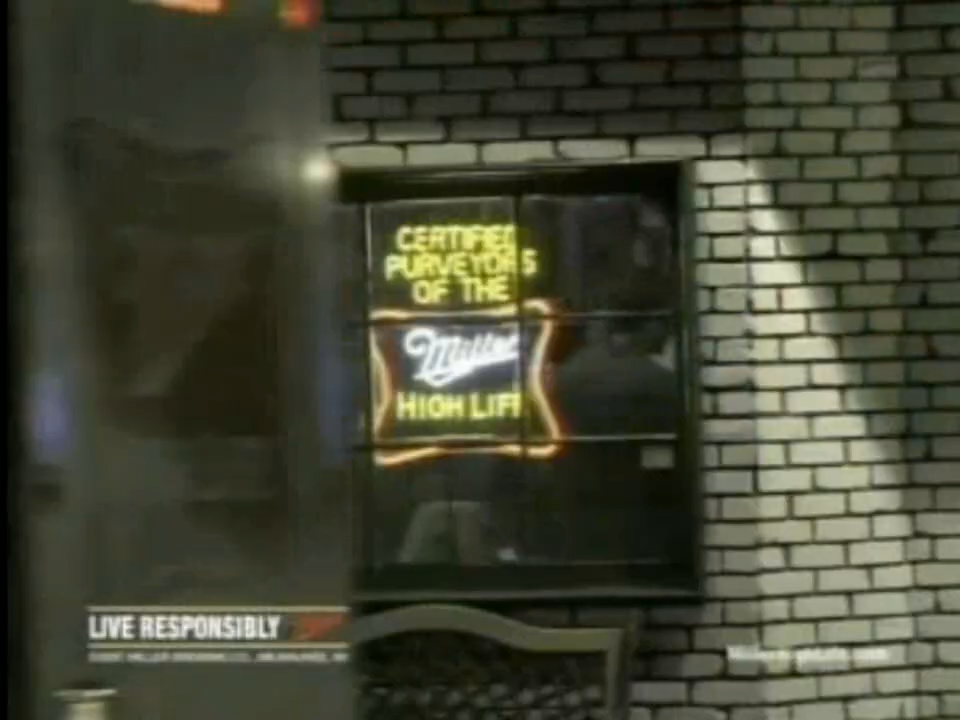 CERTIFIED
PURVEYORS
OF THE
Miller
HIGH LIFE
LIVE RESPONSIBLY